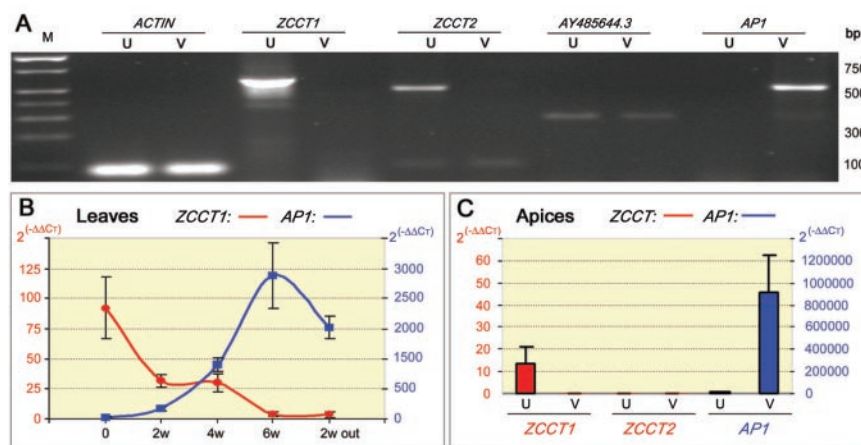 A
ACTIN ZCCT1 ZCCT2 AY485644.3 AP1
M U V U V U V U V U V bp
750
500
300
100
B Leaves ZCCT1: AP1:
2(-ΔΔCT) 2(-ΔΔCT)
125 3000
100 2500
75 2000
50 1500
25 500
0 0
0 2w 4w 6w 2w out
C Apices ZCCT: AP1:
2(-ΔΔCT) 2(-ΔΔCT)
60 1200000
50 1000000
40 800000
30 600000
20 400000
10 200000
0 0
U V U V U V
ZCCT1 ZCCT2 AP1